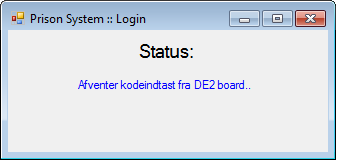 Prison System :: Login
Status:
Afventer kodeindtast fra DE2 board..